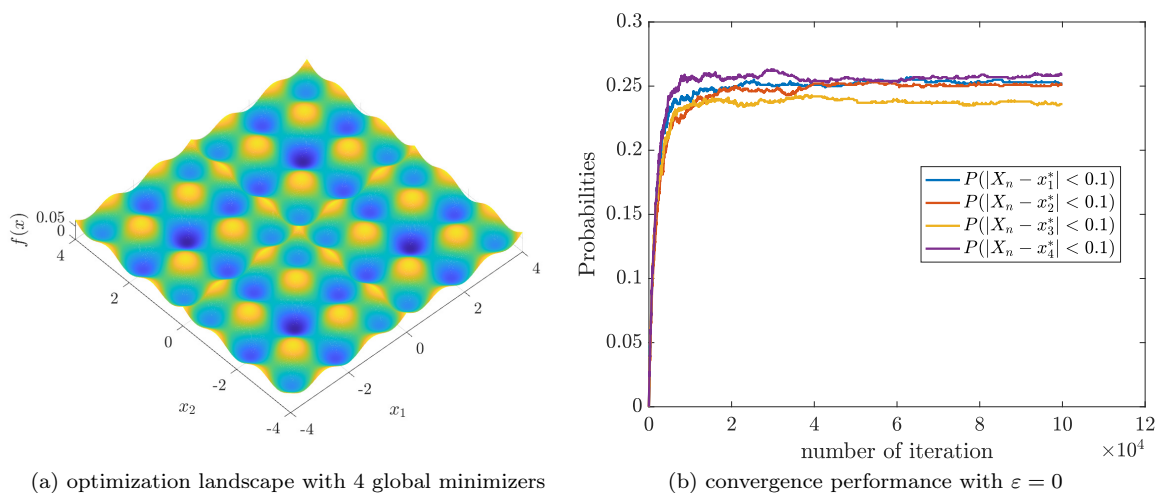 0.05
0
f(x)
4
2
0
-2
-4
x₂
-4
-2
0
2
4
x₁
(a) optimization landscape with 4 global minimizers
0.3
0.25
0.2
0.15
0.1
0.05
0
Probabilities
P(|Xₙ − x₁*| < 0.1)
P(|Xₙ − x₂*| < 0.1)
P(|Xₙ − x₃*| < 0.1)
P(|Xₙ − x₄*| < 0.1)
0 2 4 6 8 10 12
×10⁴
number of iteration
(b) convergence performance with ε = 0